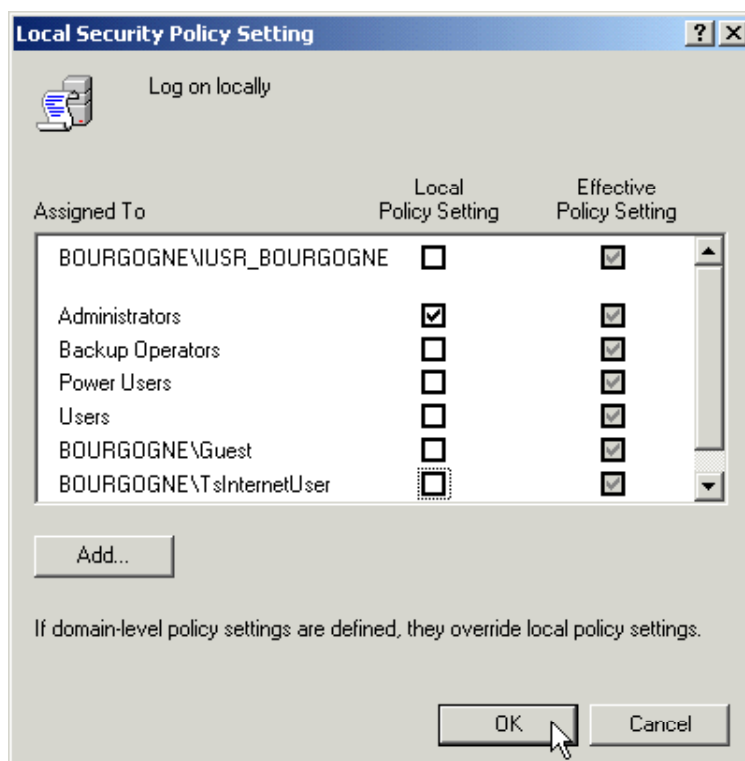 Local Security Policy Setting
Log on locally
Assigned To
Local
Policy Setting
Effective
Policy Setting
BOURGOGNE\IUSR_BOURGOGNE
Administrators
Backup Operators
Power Users
Users
BOURGOGNE\Guest
BOURGOGNE\TsInternetUser
Add...
If domain-level policy settings are defined, they override local policy settings.
OK
Cancel